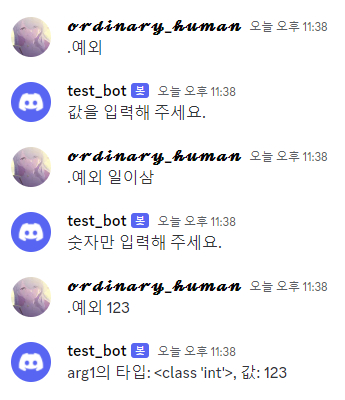 ordinary_human 오늘 오후 11:38
.예외
test_bot 봇 오늘 오후 11:38
값을 입력해 주세요.
ordinary_human 오늘 오후 11:38
.예외 일이삼
test_bot 봇 오늘 오후 11:38
숫자만 입력해 주세요.
ordinary_human 오늘 오후 11:38
.예외 123
test_bot 봇 오늘 오후 11:38
arg1의 타입: <class 'int'>, 값: 123